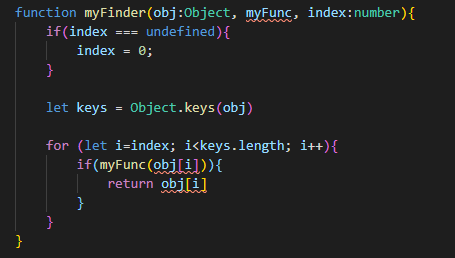 function myFinder(obj:Object, myFunc, index:number){
    if(index === undefined){
        index = 0;
    }

    let keys = Object.keys(obj)

    for (let i=index; i<keys.length; i++){
        if(myFunc(obj[i])){
            return obj[i]
        }
    }
}